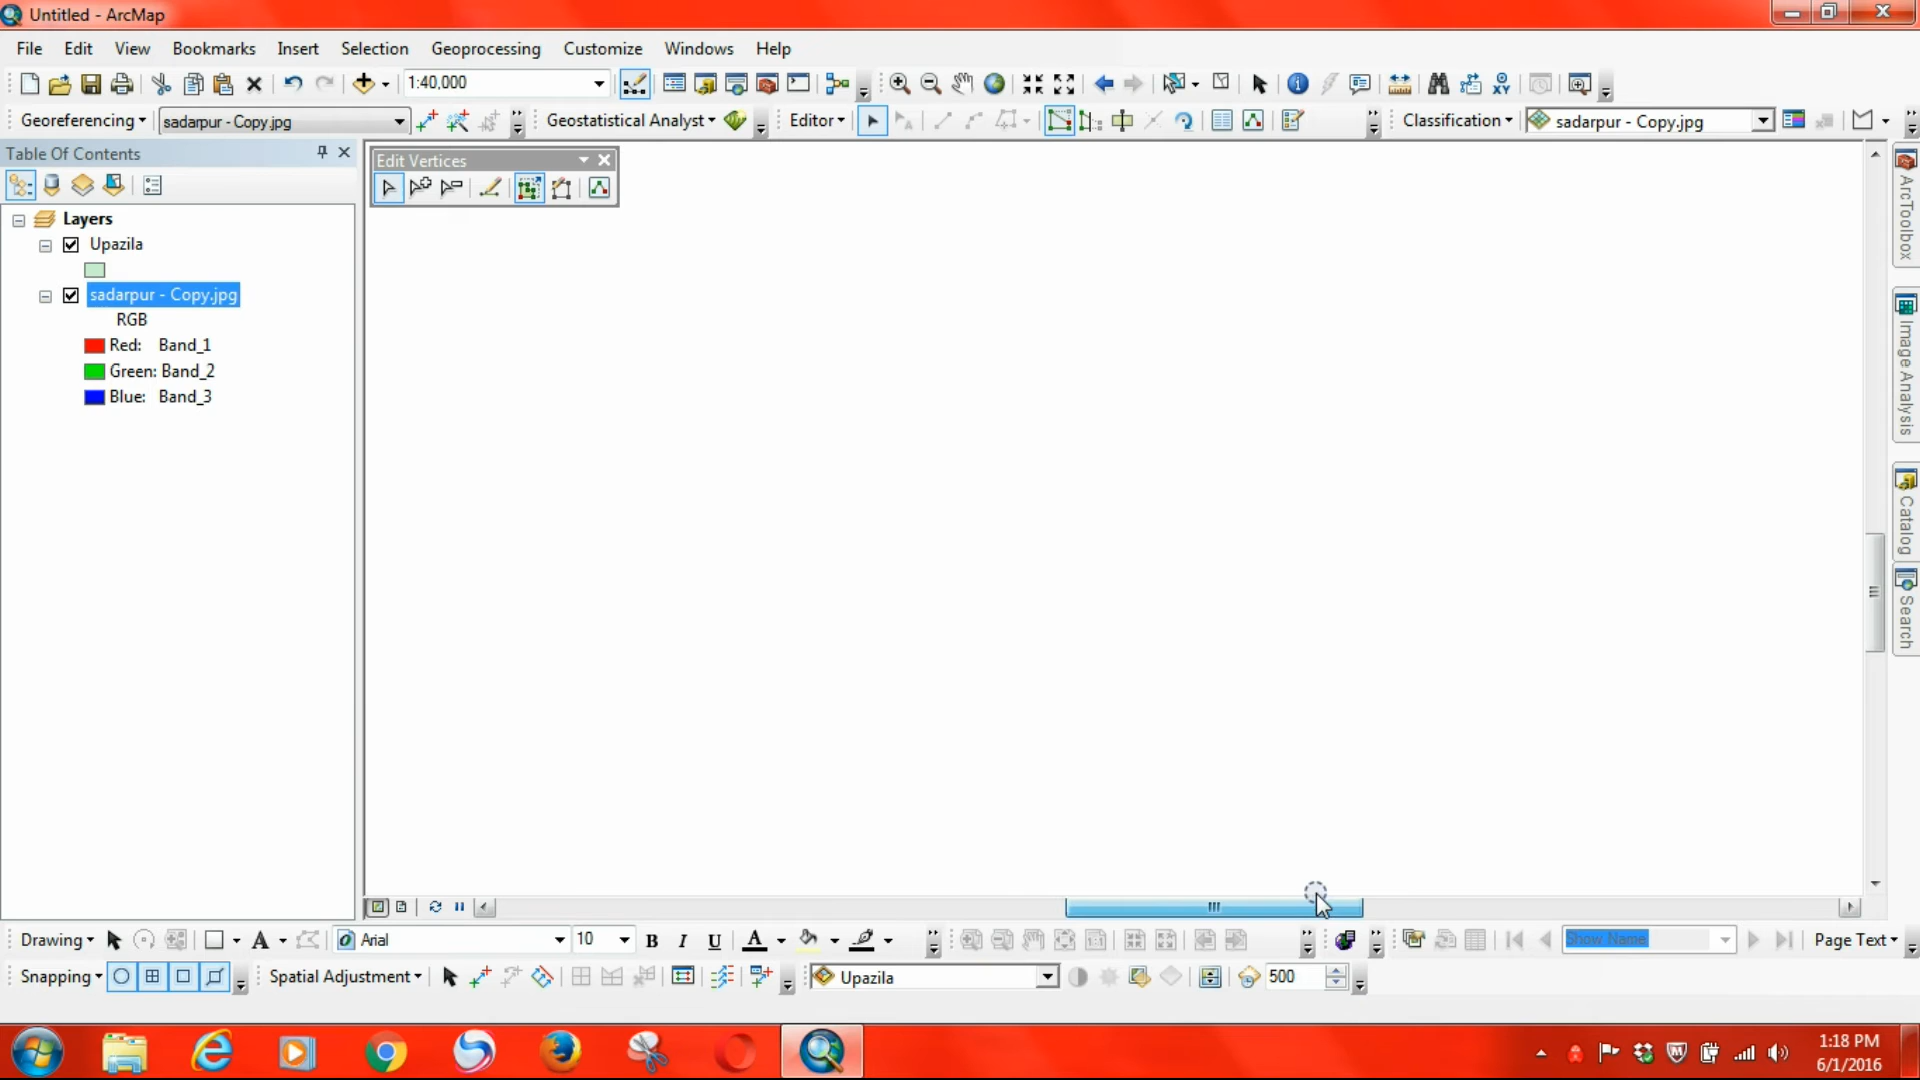 Untitled - ArcMap
File Edit View Bookmarks Insert Selection Geoprocessing Customize Windows Help
1:40,000
Georeferencing sadarpur - Copy.jpg Geostatistical Analyst Editor Classification sadarpur - Copy.jpg
Table Of Contents
Edit Vertices
Layers
Upazila
sadarpur - Copy.jpg
RGB
Red: Band_1
Green: Band_2
Blue: Band_3
ArcToolbox
Image Analysis
Catalog
Search
Drawing A Arial 10 B I U A Show Name Page Text
Snapping Spatial Adjustment Upazila 500
1:18 PM
6/1/2016